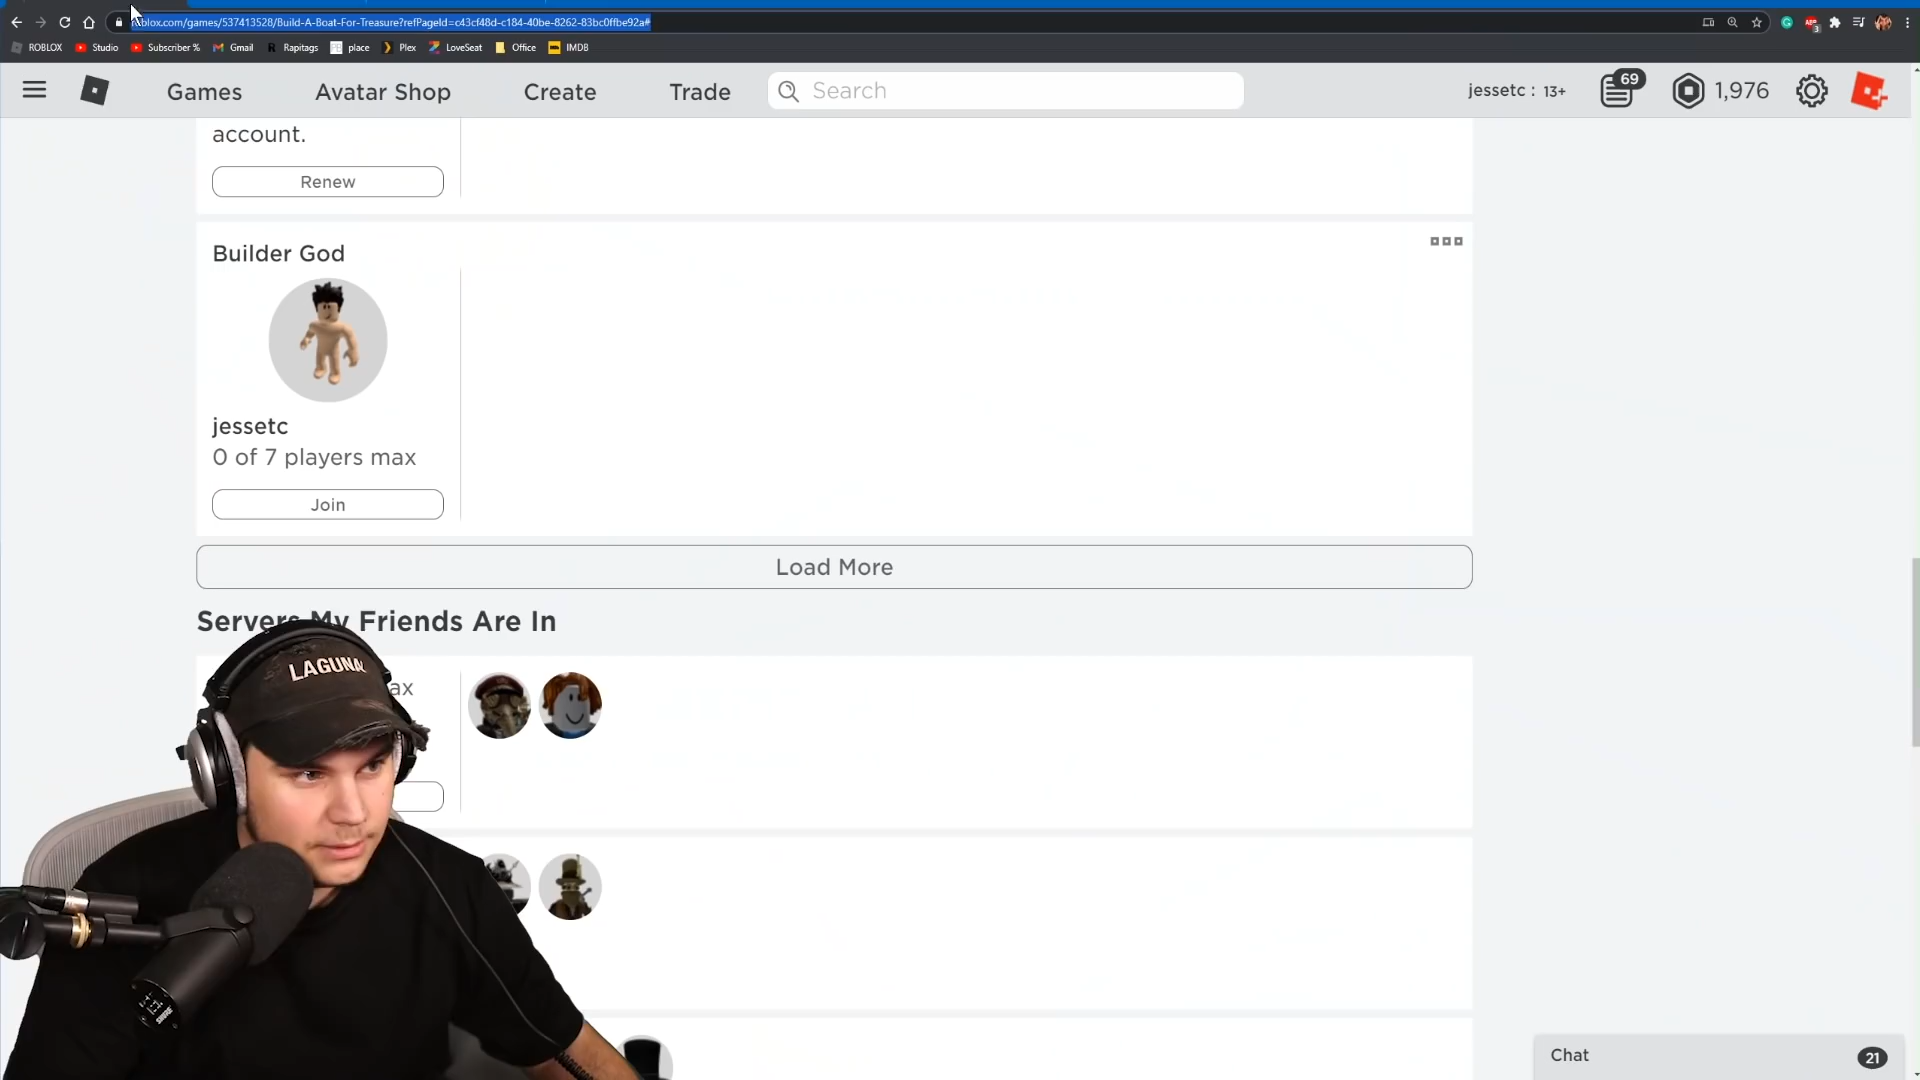 roblox.com/games/537413528/Build-A-Boat-For-Treasure?refPageId=c43cf48d-c184-40be-8262-83bc0ffbe92a#
3
ROBLOX Studio Subscriber % Gmail Rapitags place Plex LoveSeat Office IMDB
Games Avatar Shop Create Trade Search jessetc : 13+ 69 1,976
account.
Renew
Builder God
jessetc
0 of 7 players max
Join
Load More
Servers My Friends Are In
LAGUNA
Chat 21